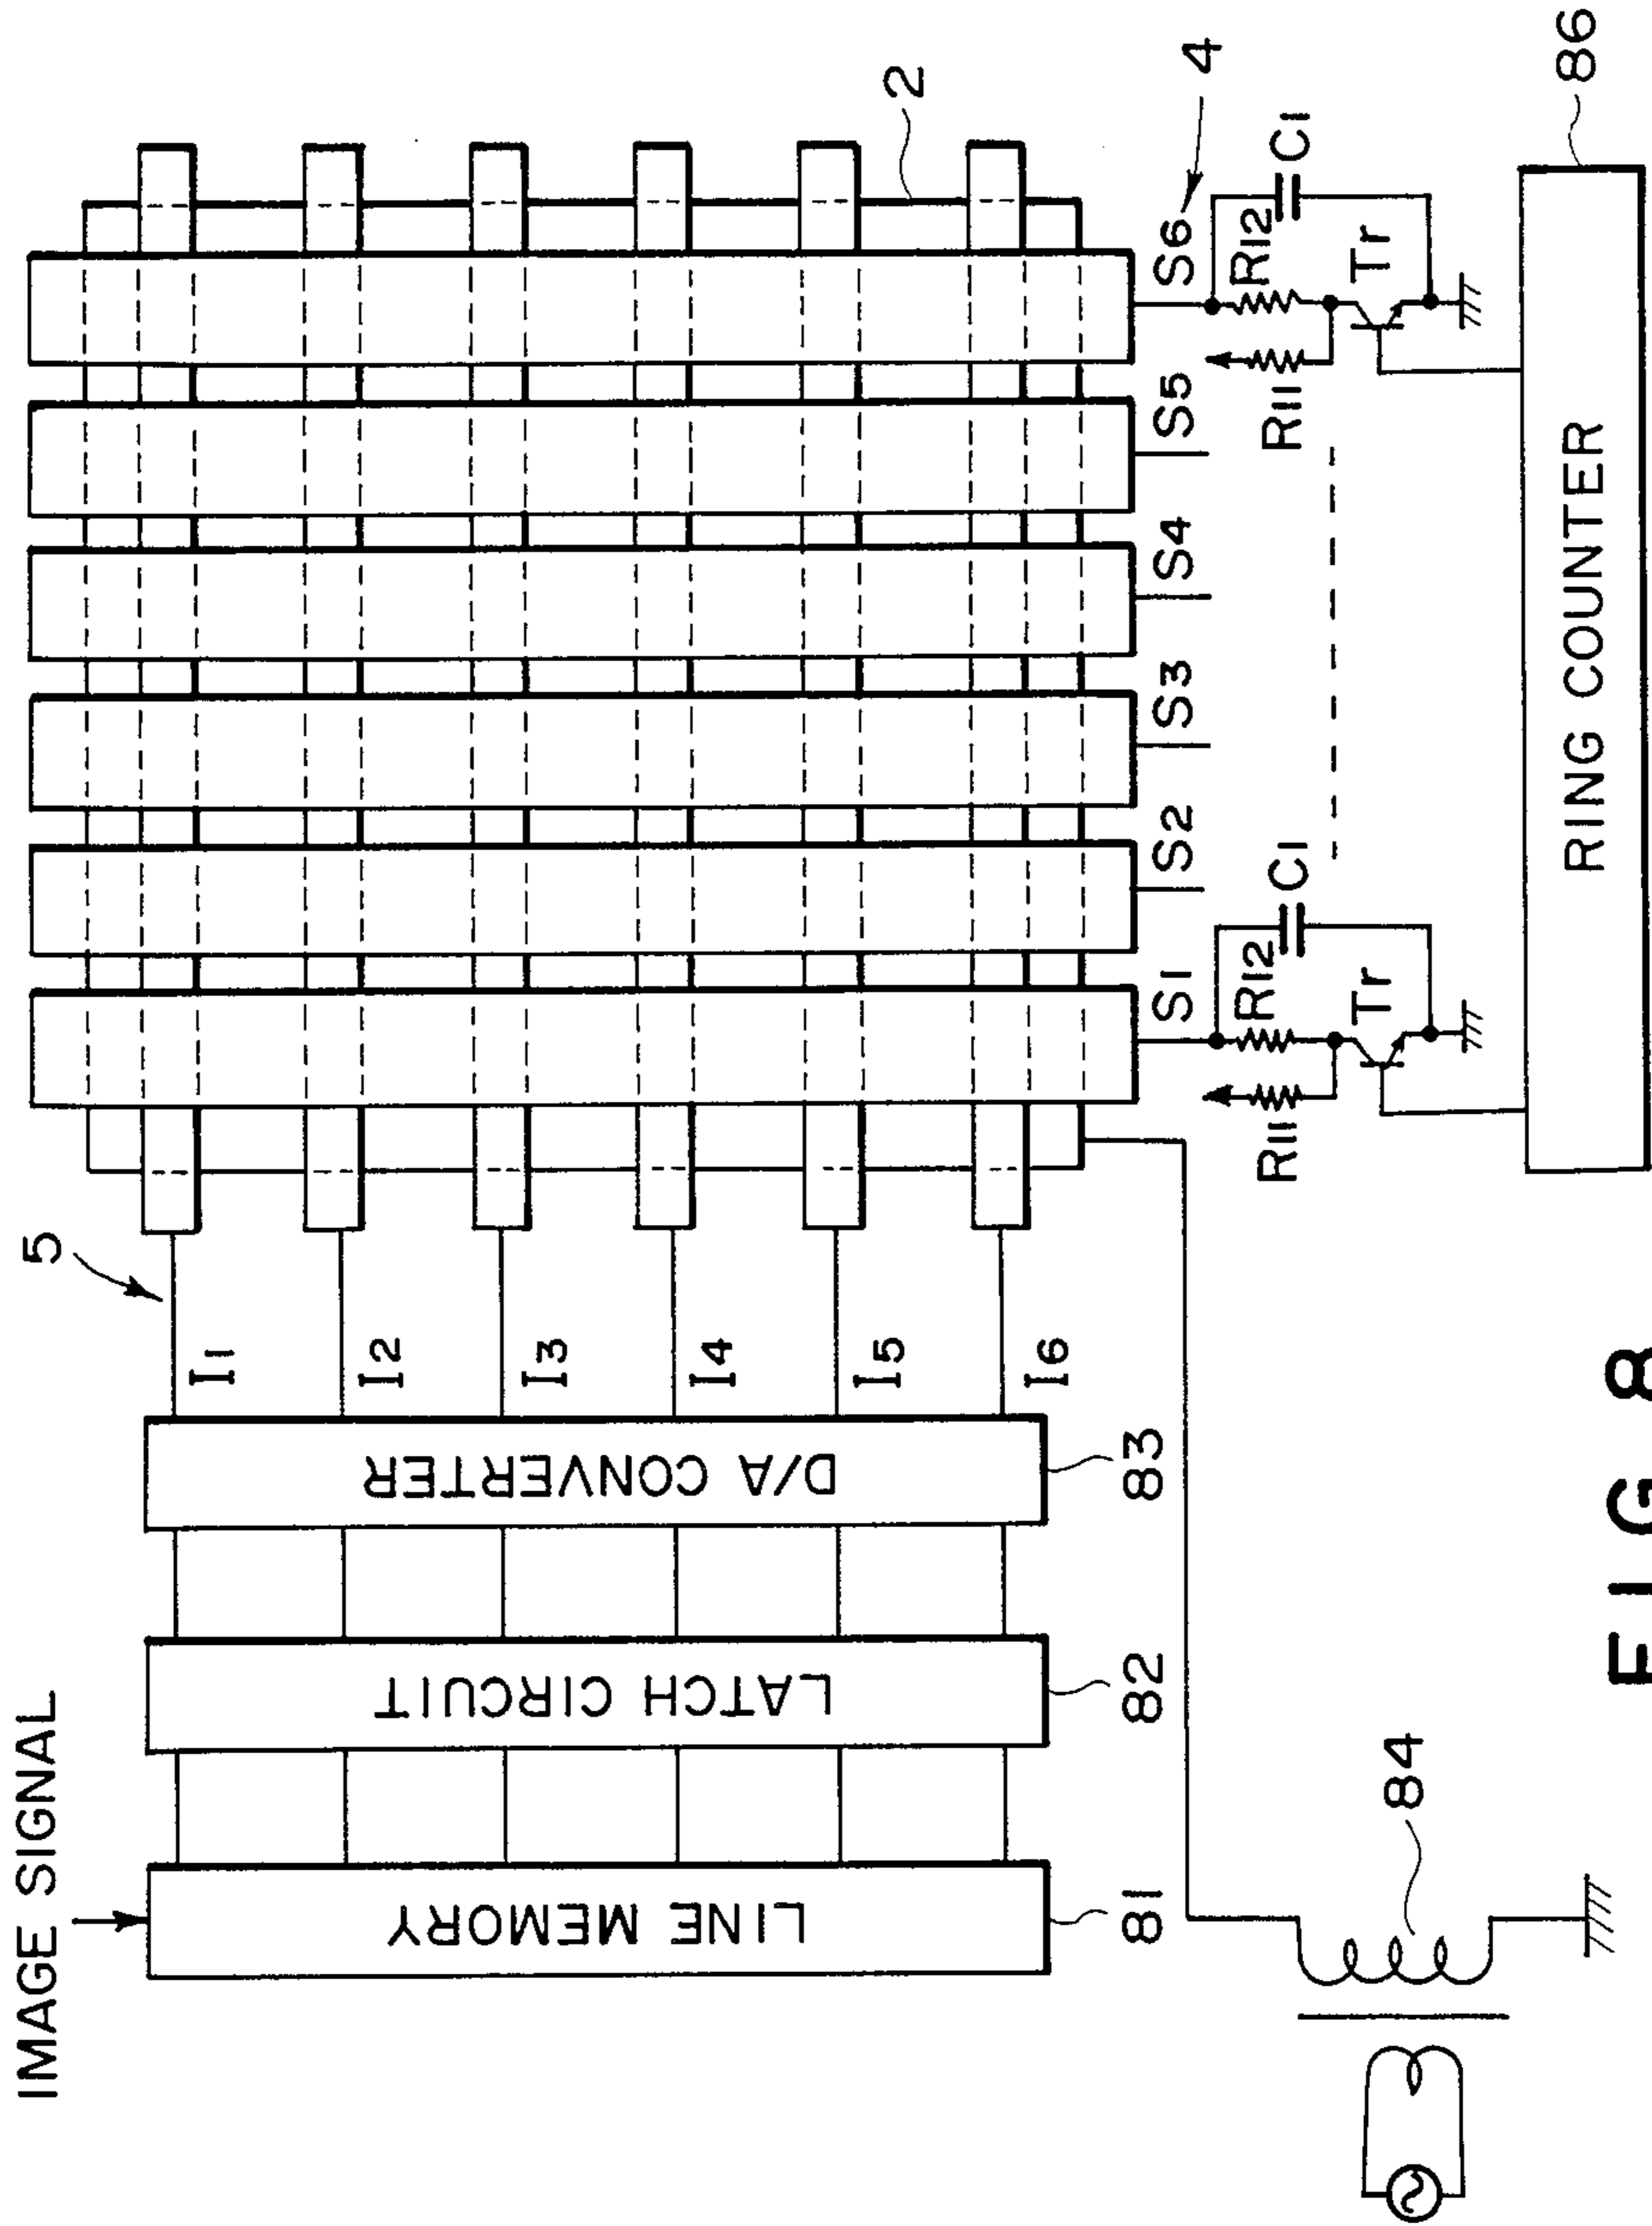 IMAGE SIGNAL
LINE MEMORY
LATCH CIRCUIT
D/A CONVERTER
81
82
83
I1
I2
I3
I4
I5
I6
5
2
4
S1
S2
S3
S4
S5
S6
R11
R12
C1
Tr
R11
R12
C1
Tr
RING COUNTER
86
84
FIG 8